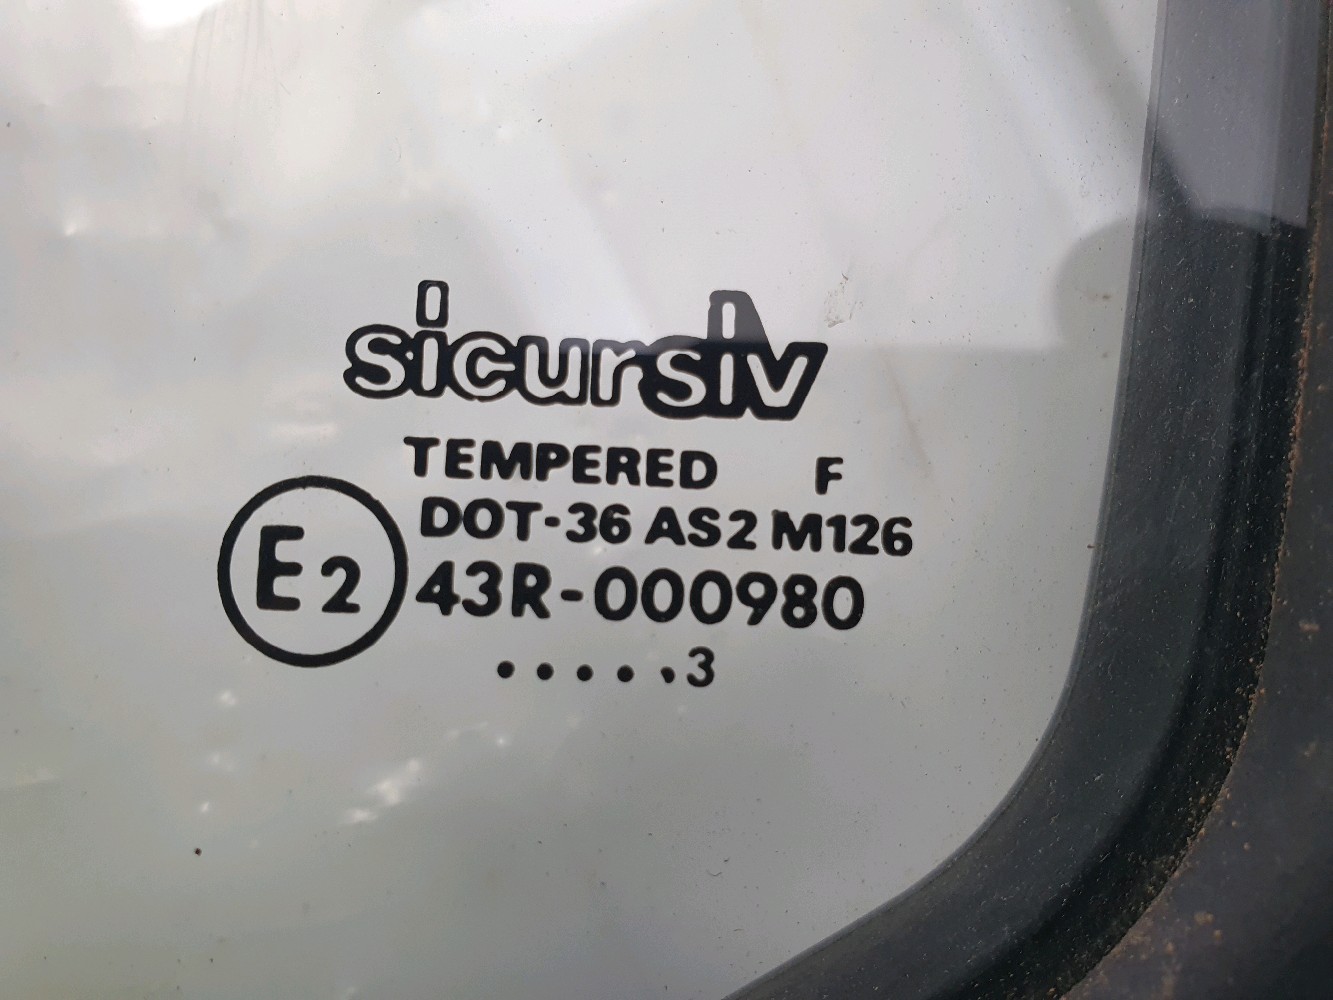 sicursiv
TEMPERED F
DOT-36 AS2 M126
E2 43R-000980
.....3